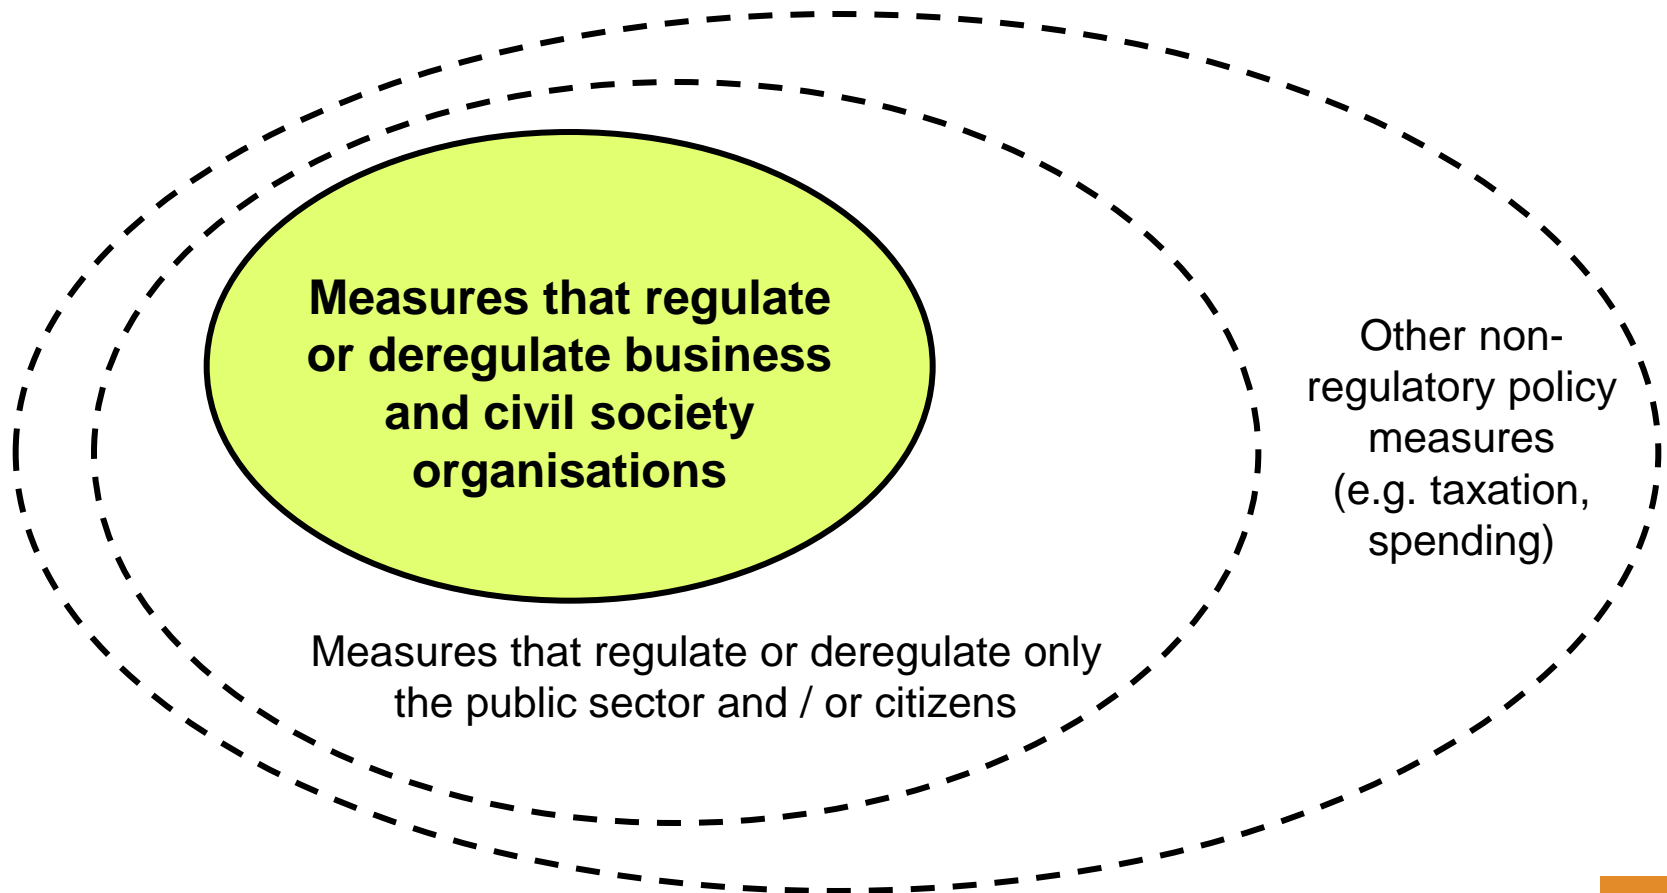 Measures that regulate
or deregulate business
and civil society
organisations
Other non-
regulatory policy
measures
(e.g. taxation,
spending)
Measures that regulate or deregulate only
the public sector and / or citizens